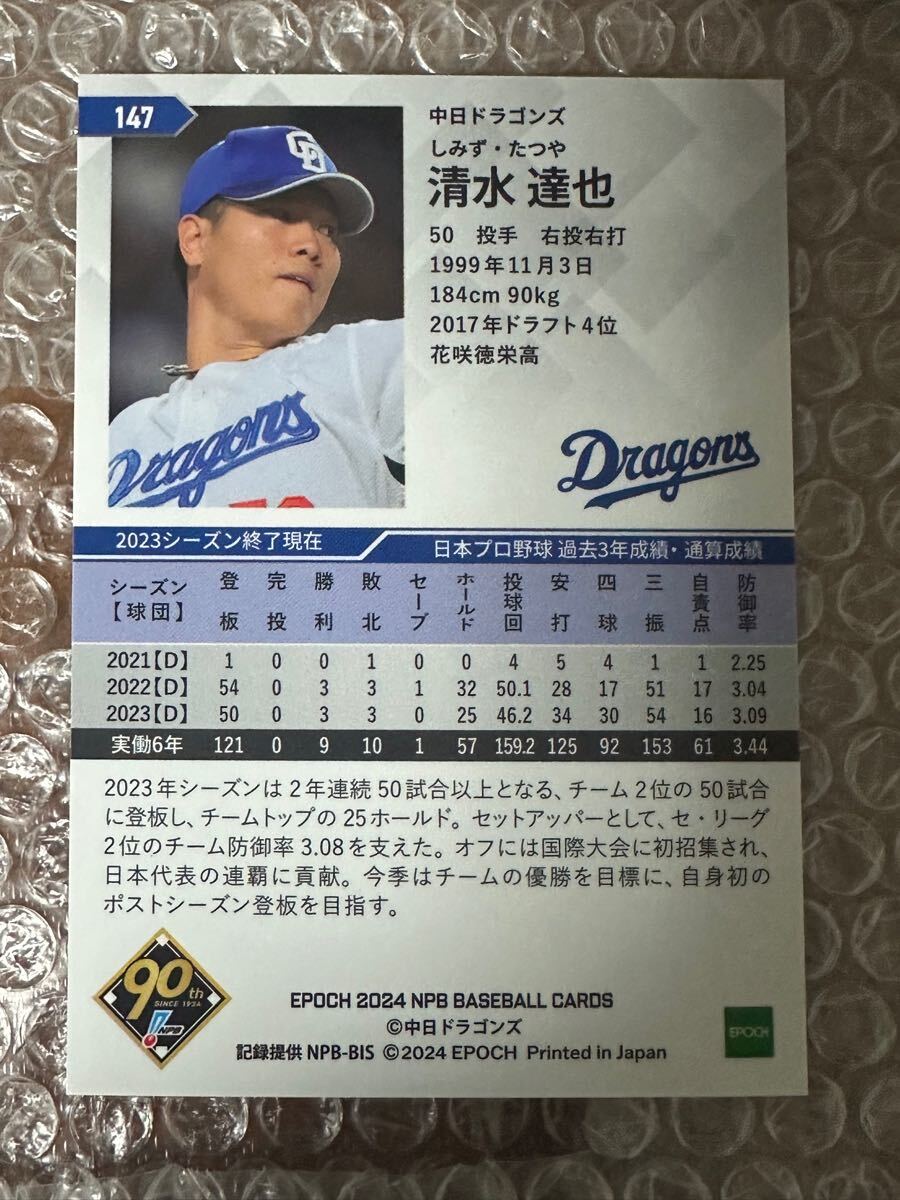 147
中日ドラゴンズ
しみず・たつや
清水 達也
50 投手 右投右打
1999年11月3日
184cm 90kg
2017年ドラフト4位
花咲徳栄高
Dragons
Dragons
2023シーズン終了現在 日本プロ野球 過去3年成績・通算成績
シーズン【球団】 登板 完投 勝利 敗北 セーブ ホールド 投球回 安打 四球 三振 自責点 防御率
2021【D】 1 0 0 1 0 0 4 5 4 1 1 2.25
2022【D】 54 0 3 3 1 32 50.1 28 17 51 17 3.04
2023【D】 50 0 3 3 0 25 46.2 34 30 54 16 3.09
実働6年 121 0 9 10 1 57 159.2 125 92 153 61 3.44
2023年シーズンは2年連続50試合以上となる、チーム2位の50試合
に登板し、チームトップの25ホールド。セットアッパーとして、セ・リーグ
2位のチーム防御率3.08を支えた。オフには国際大会に初招集され、
日本代表の連覇に貢献。今季はチームの優勝を目標に、自身初の
ポストシーズン登板を目指す。
90th
SINCE 1934
NPB
EPOCH 2024 NPB BASEBALL CARDS
©中日ドラゴンズ
記録提供 NPB-BIS ©2024 EPOCH Printed in Japan
EPOCH